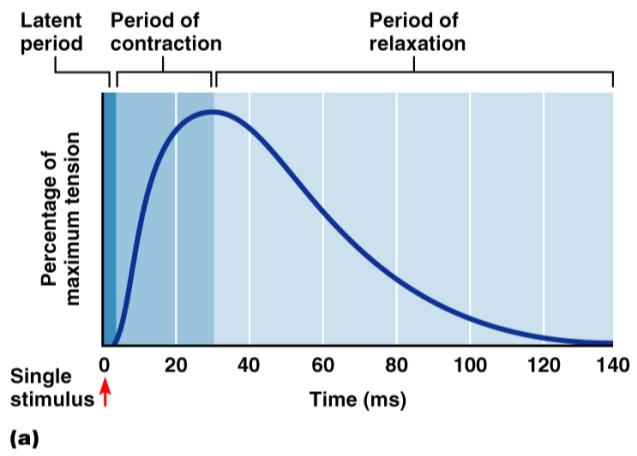 Latent
period
Period of
contraction
Period of
relaxation
Percentage of
maximum tension
0 20 40 60 80 100 120 140
Single
stimulus
Time (ms)
(a)